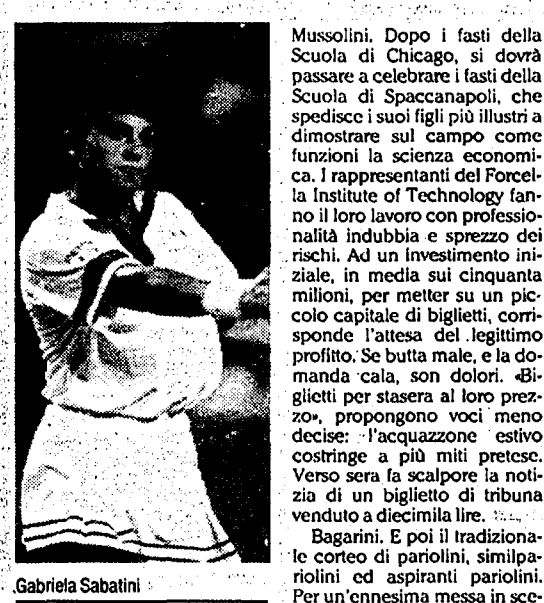 Mussolini. Dopo i fasti della
Scuola di Chicago, si dovrà
passare a celebrare i fasti della
Scuola di Spaccanapoli, che
spedisce i suoi figli più illustri a
dimostrare sul campo come
funzioni la scienza economi-
ca. I rappresentanti del Forcel-
la Institute of Technology fan-
no il loro lavoro con professio-
nalità indubbia e sprezzo dei
rischi. Ad un investimento ini-
ziale, in media sui cinquanta
milioni, per metter su un pic-
colo capitale di biglietti, corri-
sponde l'attesa del legittimo
profitto. Se butta male, e la do-
manda cala, son dolori. «Bi-
glietti per stasera al loro prez-
zo», propongono voci meno
decise: l'acquazzone estivo
costringe a più miti pretese.
Verso sera fa scalpore la noti-
zia di un biglietto di tribuna
venduto a diecimila lire.
Bagarini. E poi il tradiziona-
le corteo di pariolini, similpa-
riolini ed aspiranti pariolini.
Per un'ennesima messa in sce-
Gabriela Sabatini